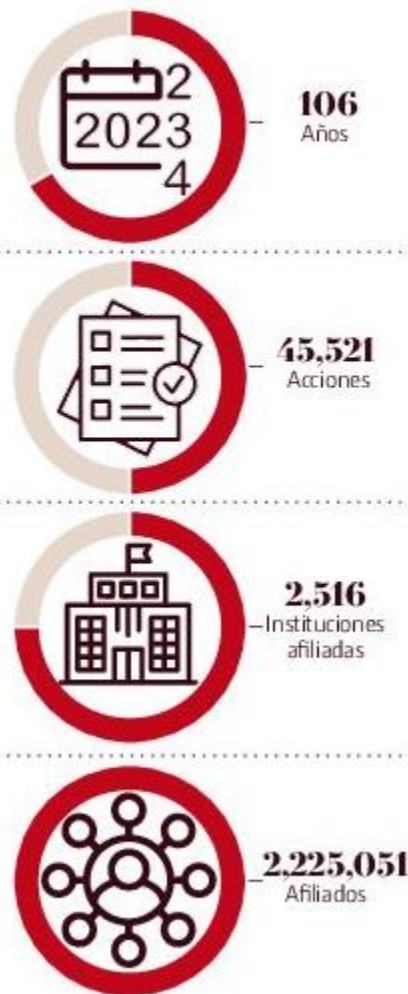 2
2023
4
106
Años
45,521
Acciones
2,516
Instituciones
afiliadas
2,225,051
Afiliados